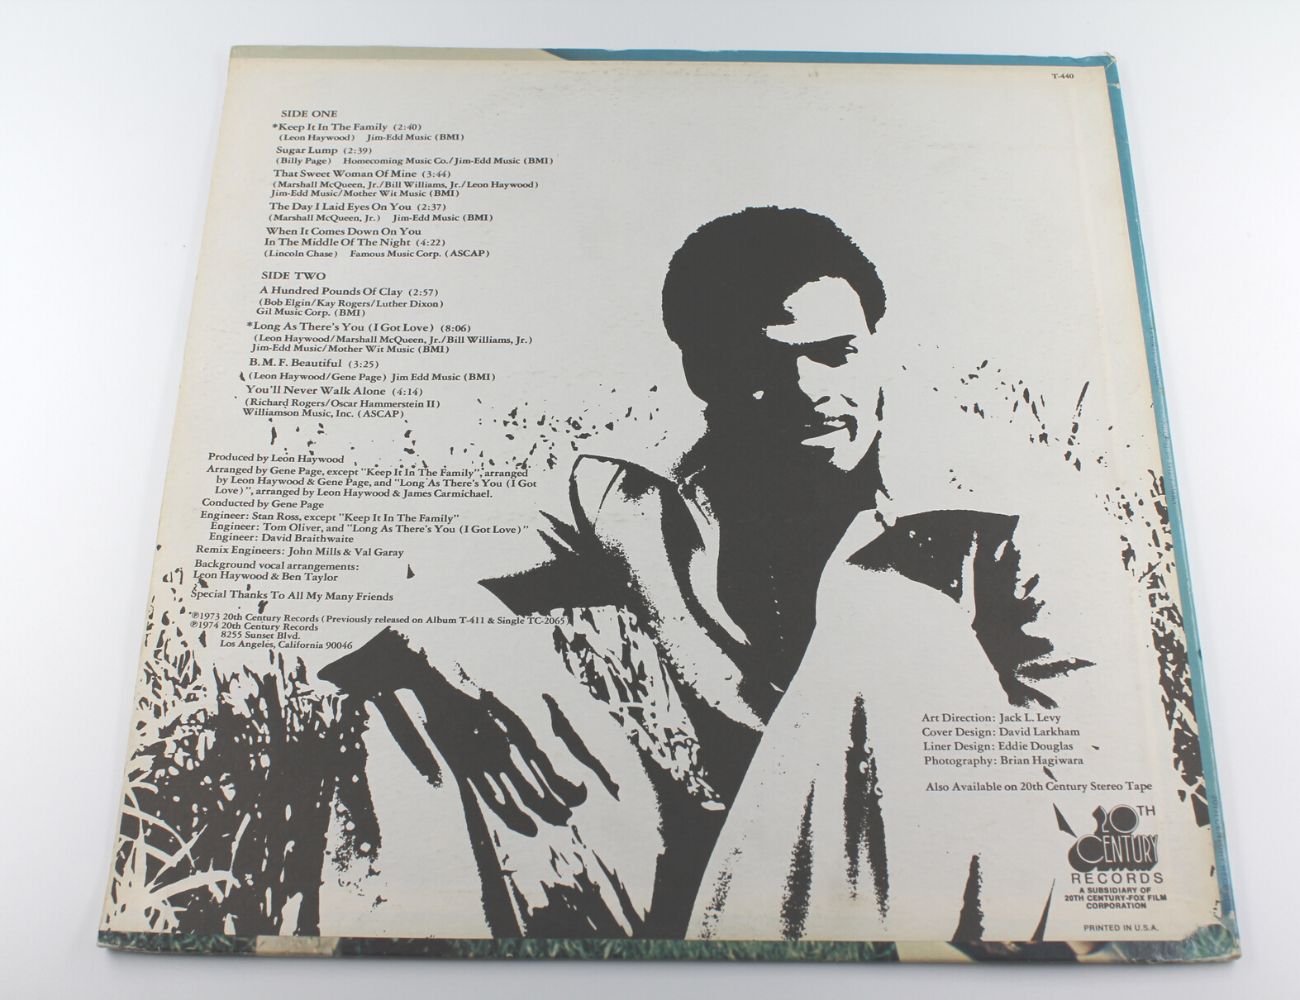 T-440
SIDE ONE
*Keep It In The Family (2:40)
(Leon Haywood) Jim-Edd Music (BMI)
Sugar Lump (2:39)
(Billy Page) Homecoming Music Co./Jim-Edd Music (BMI)
That Sweet Woman Of Mine (3:44)
(Marshall McQueen, Jr./Bill Williams, Jr./Leon Haywood)
Jim-Edd Music/Mother Wit Music (BMI)
The Day I Laid Eyes On You (2:37)
(Marshall McQueen, Jr.) Jim-Edd Music (BMI)
When It Comes Down On You
In The Middle Of The Night (4:22)
(Lincoln Chase) Famous Music Corp. (ASCAP)
SIDE TWO
A Hundred Pounds Of Clay (2:57)
(Bob Elgin/Kay Rogers/Luther Dixon)
Gil Music Corp. (BMI)
*Long As There's You (I Got Love) (8:06)
(Leon Haywood/Marshall McQueen, Jr./Bill Williams, Jr.)
Jim-Edd Music/Mother Wit Music (BMI)
B.M.F. Beautiful (3:25)
(Leon Haywood/Gene Page) Jim Edd Music (BMI)
You'll Never Walk Alone (4:14)
(Richard Rogers/Oscar Hammerstein II)
Williamson Music, Inc. (ASCAP)
Produced by Leon Haywood
Arranged by Gene Page, except "Keep It In The Family", arranged
by Leon Haywood & Gene Page, and "Long As There's You (I Got
Love)", arranged by Leon Haywood & James Carmichael.
Conducted by Gene Page
Engineer: Stan Ross, except "Keep It In The Family"
Engineer: Tom Oliver, and "Long As There's You (I Got Love)"
Engineer: David Braithwaite
Remix Engineers: John Mills & Val Garay
Background vocal arrangements:
Leon Haywood & Ben Taylor
Special Thanks To All My Many Friends
*℗1973 20th Century Records (Previously released on Album T-411 & Single TC-2065)
℗1974 20th Century Records
8255 Sunset Blvd.
Los Angeles, California 90046
Art Direction: Jack L. Levy
Cover Design: David Larkham
Liner Design: Eddie Douglas
Photography: Brian Hagiwara
Also Available on 20th Century Stereo Tape
20TH
CENTURY
RECORDS
A SUBSIDIARY OF
20TH CENTURY-FOX FILM
CORPORATION
PRINTED IN U.S.A.